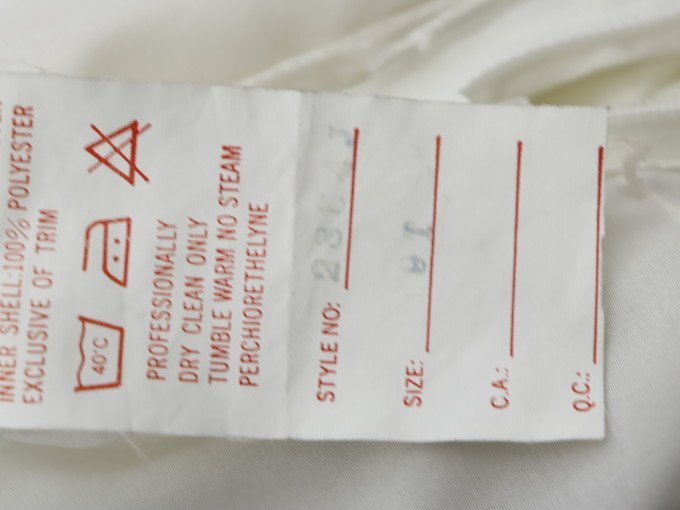 INNER SHELL:100% POLYESTER
EXCLUSIVE OF TRIM
40°C
PROFESSIONALLY
DRY CLEAN ONLY
TUMBLE WARM NO STEAM
PERCHIORETHELYNE
STYLE NO:
SIZE:
C.A.:
Q.C.: